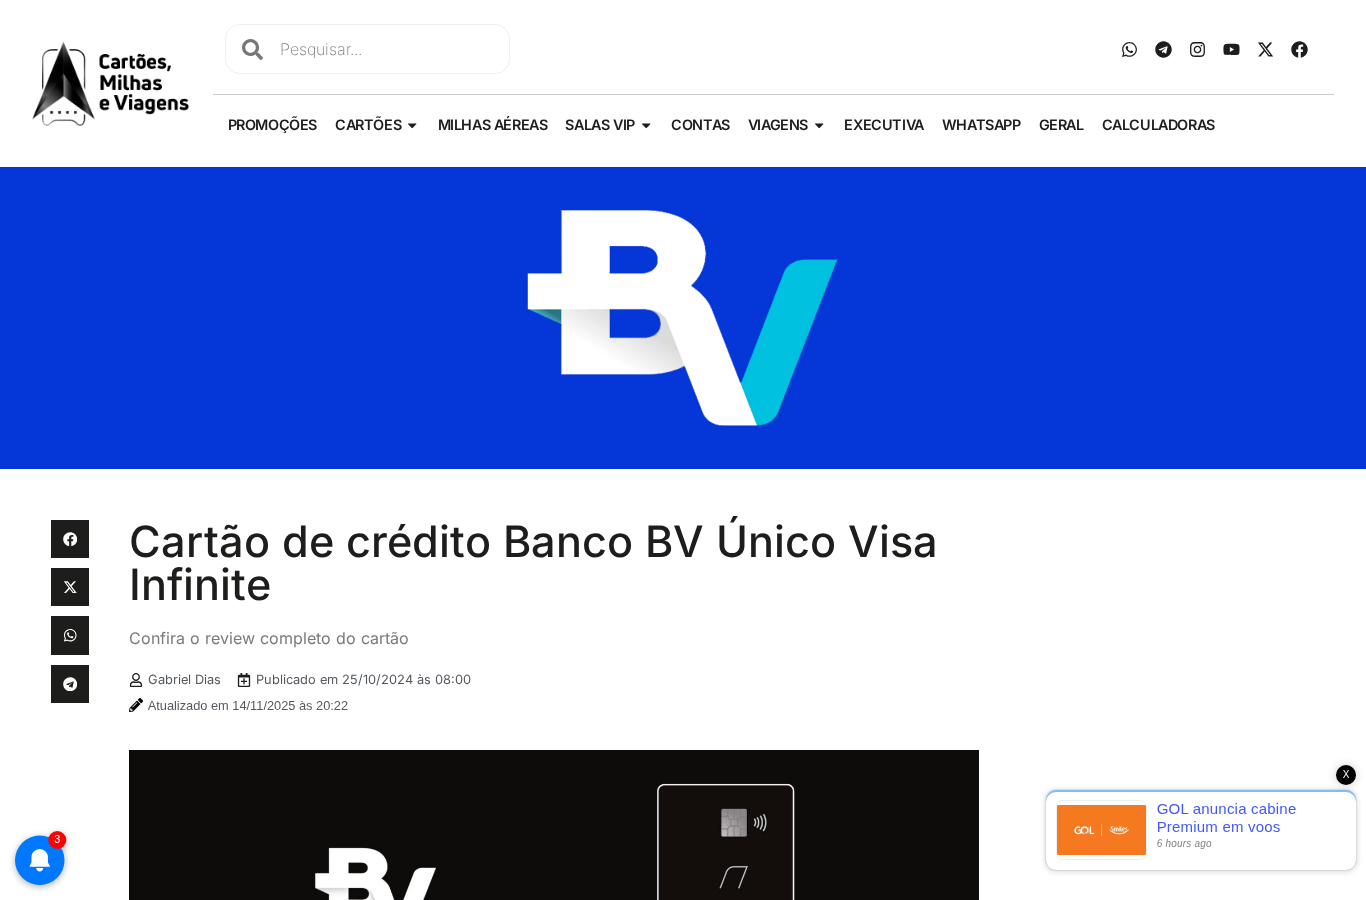 Cartões,
Milhas
e Viagens
Pesquisar...
PROMOÇÕES CARTÕES MILHAS AÉREAS SALAS VIP CONTAS VIAGENS EXECUTIVA WHATSAPP GERAL CALCULADORAS
BV
Cartão de crédito Banco BV Único Visa
Infinite
Confira o review completo do cartão
Gabriel Dias Publicado em 25/10/2024 às 08:00
Atualizado em 14/11/2025 às 20:22
X
GOL smiles
GOL anuncia cabine
Premium em voos
6 hours ago
3
BV